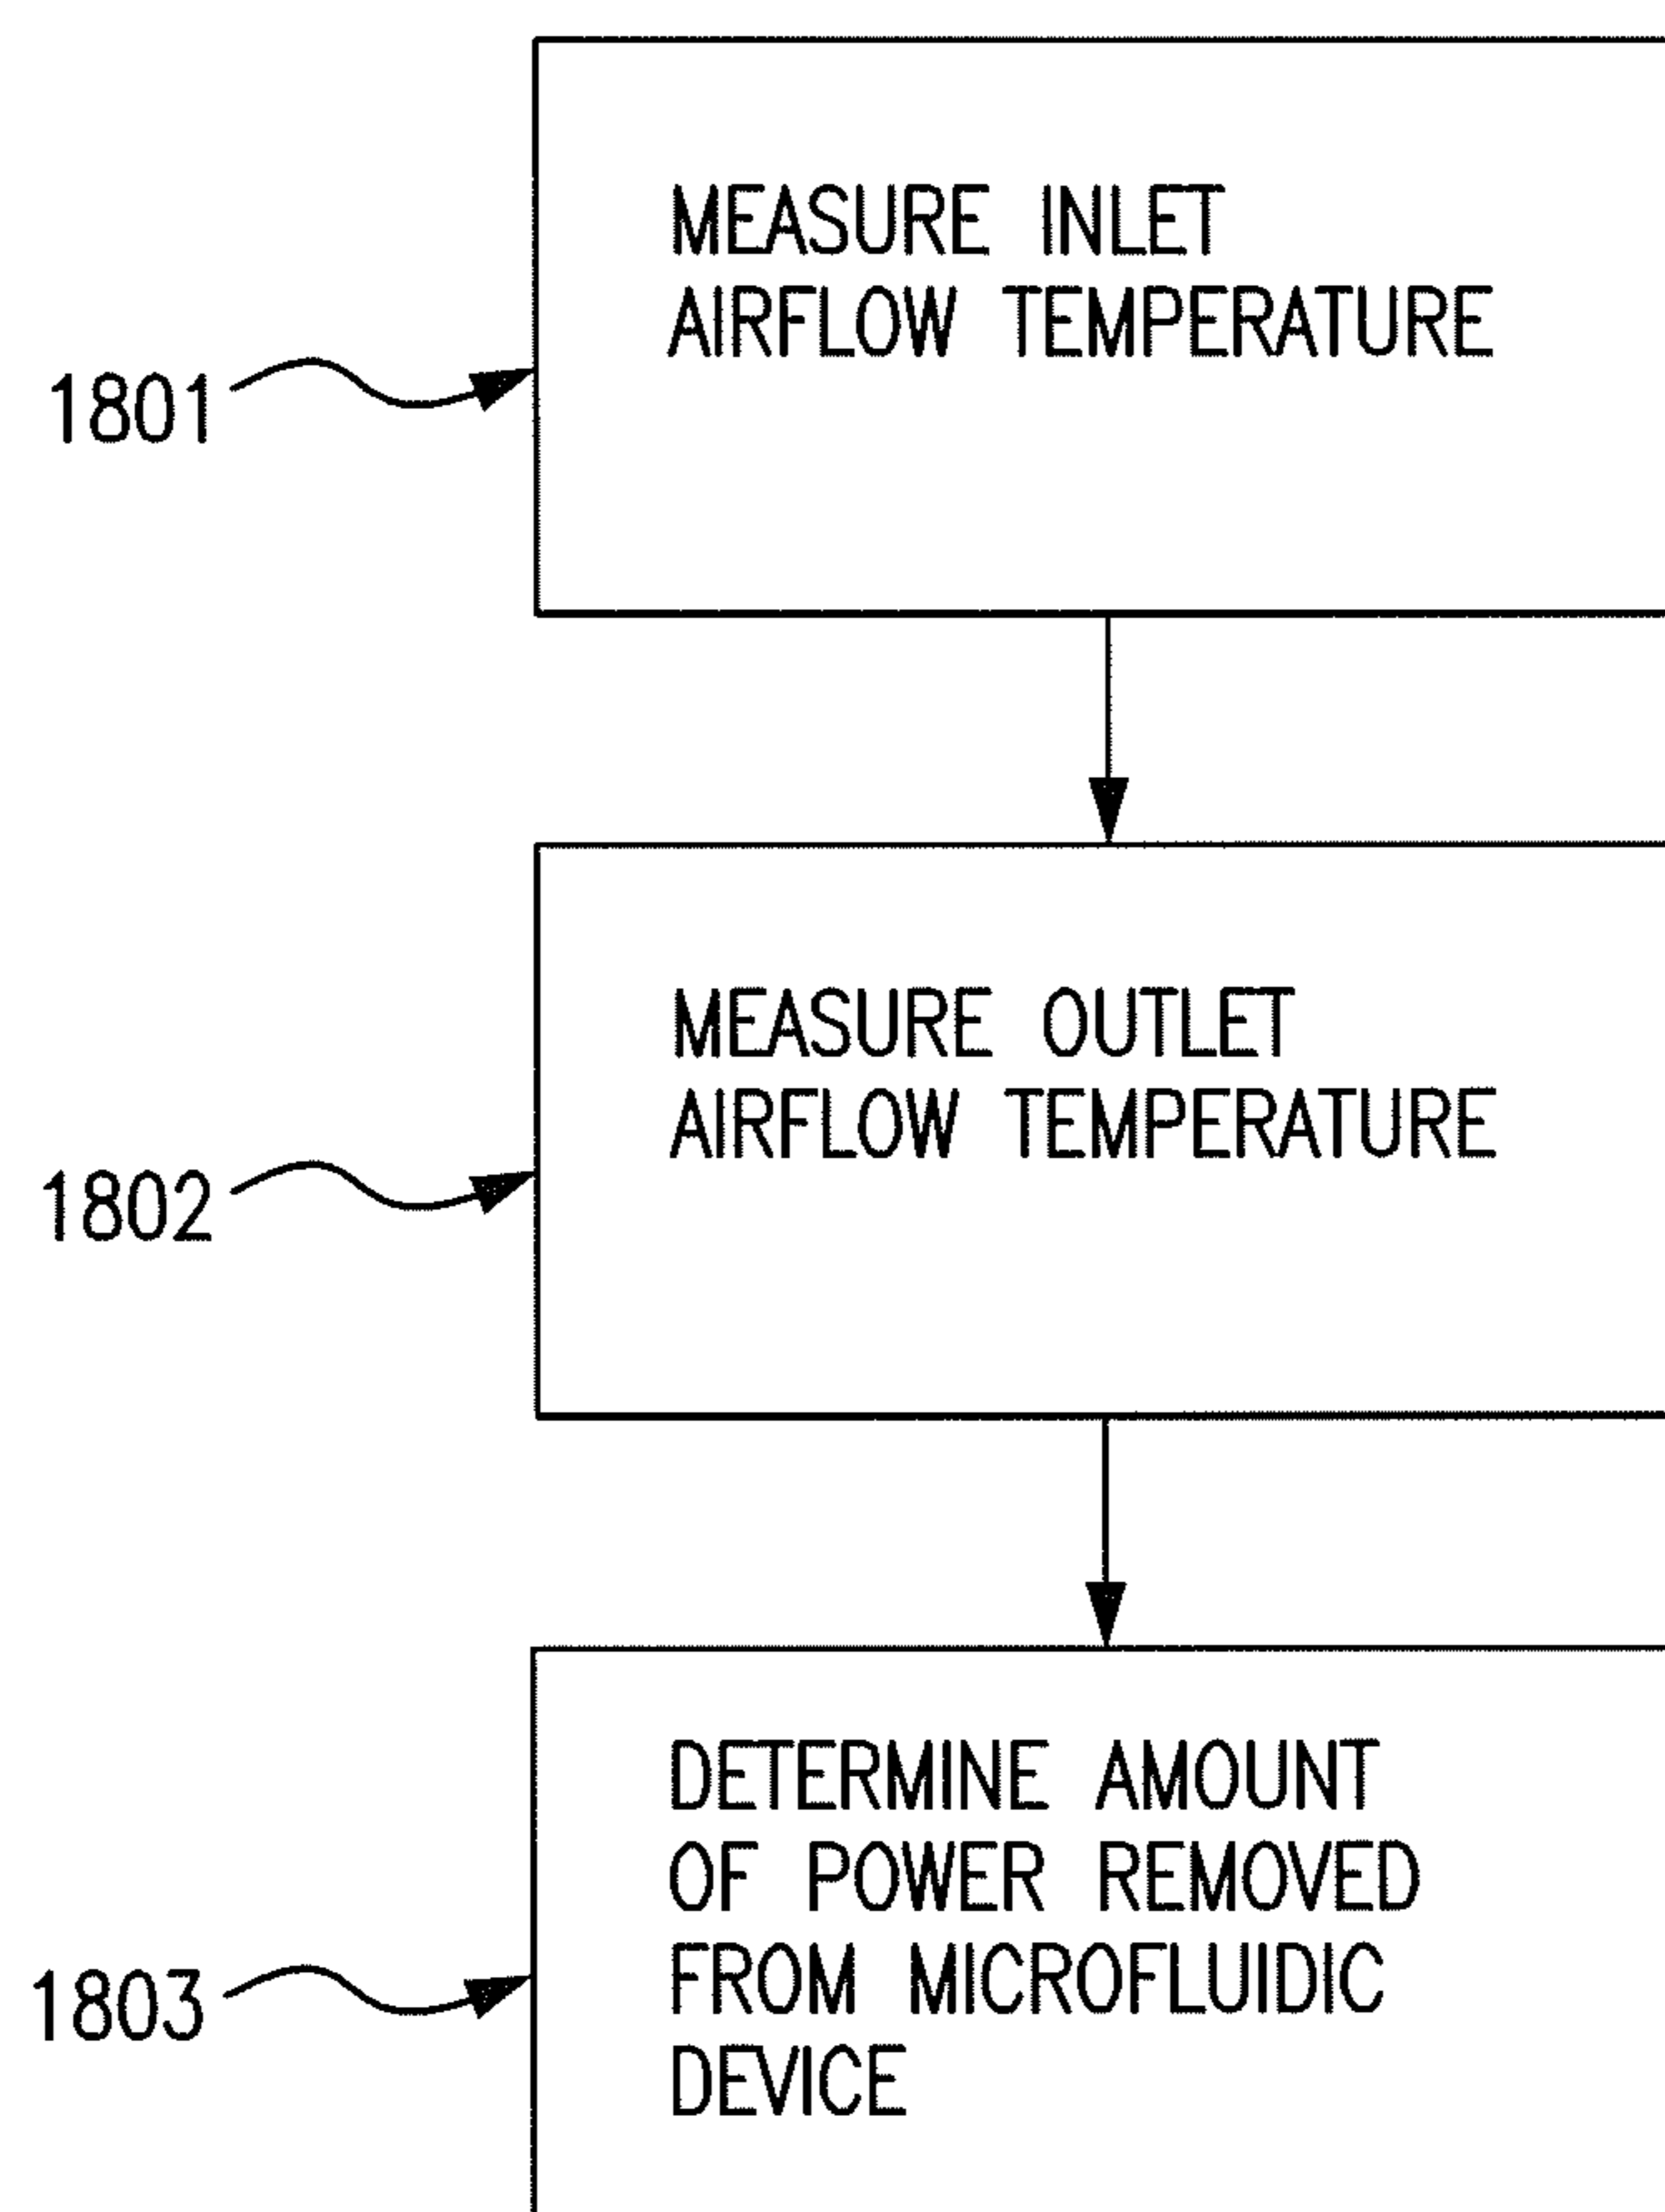 MEASURE INLET
AIRFLOW TEMPERATURE
1801
MEASURE OUTLET
AIRFLOW TEMPERATURE
1802
DETERMINE AMOUNT
OF POWER REMOVED
FROM MICROFLUIDIC
DEVICE
1803